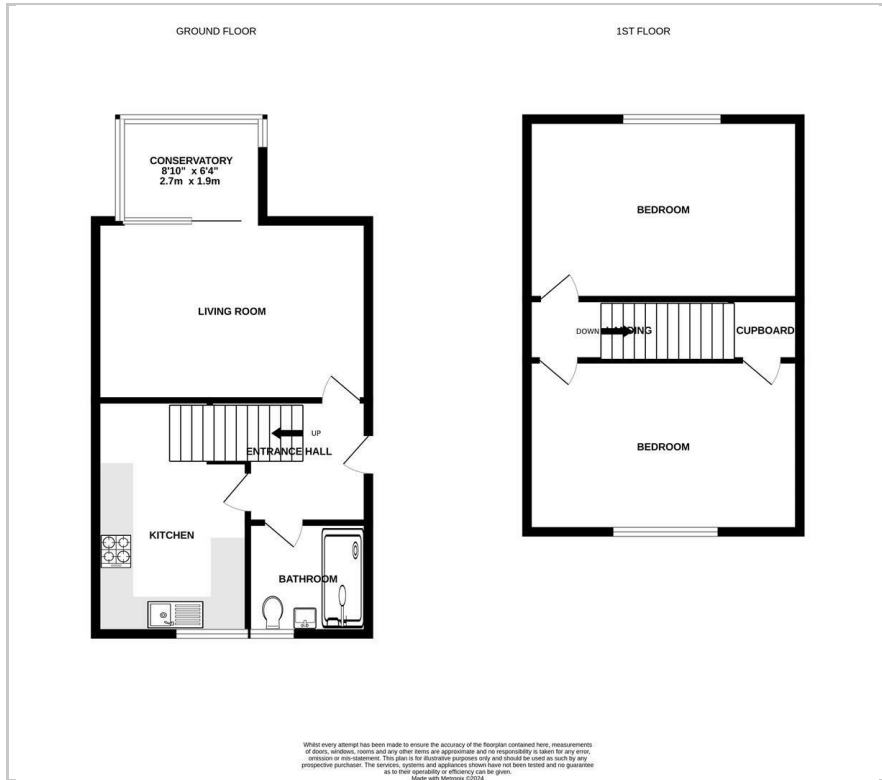 GROUND FLOOR
1ST FLOOR
CONSERVATORY
8'10" x 6'4"
2.7m x 1.9m
LIVING ROOM
UP
ENTRANCE HALL
KITCHEN
BATHROOM
BEDROOM
DOWN
LANDING
CUPBOARD
BEDROOM
Whilst every attempt has been made to ensure the accuracy of the floorplan contained here, measurements
of doors, windows, rooms and any other items are approximate and no responsibility is taken for any error,
omission or mis-statement. This plan is for illustrative purposes only and should be used as such by any
prospective purchaser. The services, systems and appliances shown have not been tested and no guarantee
as to their operability or efficiency can be given.
Made with Metropix ©2024